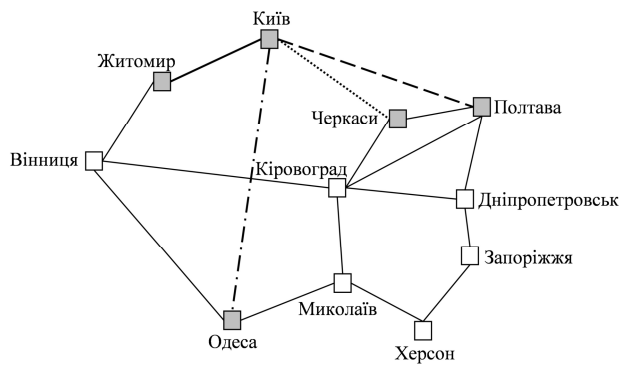 Київ
Житомир
Черкаси
Полтава
Вінниця
Кіровоград
Дніпропетровськ
Запоріжжя
Миколаїв
Одеса
Херсон